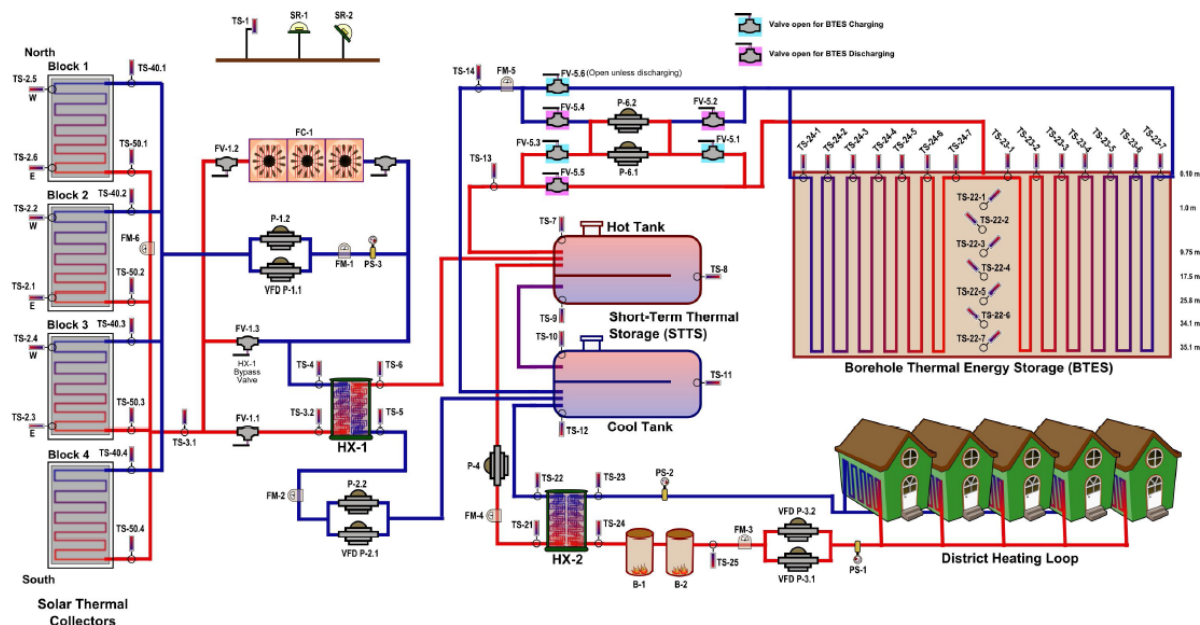 TS-1
SR-1
SR-2
Valve open for BTES Charging
Valve open for BTES Discharging
North
Block 1
TS-40.1
TS-2.5
W
TS-2.6
E
TS-50.1
Block 2
TS-40.2
TS-2.2
W
FM-6
TS-50.2
TS-2.1
E
Block 3
TS-40.3
TS-2.4
W
TS-50.3
TS-2.3
E
Block 4
TS-40.4
TS-50.4
South
Solar Thermal
Collectors
FV-1.2
FC-1
P-1.2
VFD P-1.1
FM-1
PS-3
FV-1.3
HX-1
Bypass
Valve
TS-3.1
FV-1.1
TS-4
TS-6
TS-3.2
TS-5
HX-1
FM-2
P-2.2
VFD P-2.1
TS-14
FM-5
FV-5.6 (Open unless discharging)
FV-5.4
P-6.2
FV-5.2
FV-5.3
P-6.1
FV-5.1
TS-13
FV-5.5
TS-7
Hot Tank
TS-8
TS-9
Short-Term Thermal
Storage (STTS)
TS-10
TS-11
TS-12
Cool Tank
TS-24-1
TS-24-2
TS-24-3
TS-24-4
TS-24-5
TS-24-6
TS-24-7
TS-23-1
TS-23-2
TS-23-3
TS-23-4
TS-23-5
TS-23-6
TS-23-7
0.10 m
1.0 m
9.75 m
17.5 m
25.8 m
34.1 m
35.1 m
TS-22-1
TS-22-2
TS-22-3
TS-22-4
TS-22-5
TS-22-6
TS-22-7
Borehole Thermal Energy Storage (BTES)
P-4
FM-4
TS-22
TS-23
PS-2
TS-21
TS-24
HX-2
B-1
B-2
TS-25
FM-3
VFD P-3.2
VFD P-3.1
PS-1
District Heating Loop